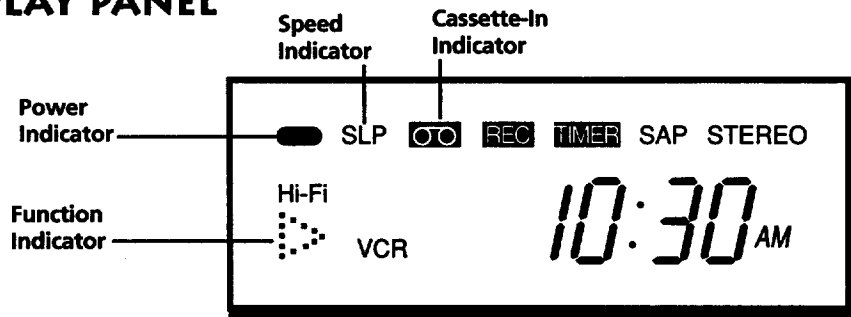 PLAY PANEL
Speed
Indicator
Cassette-In
Indicator
Power
Indicator
SLP
REC
TIMER
SAP
STEREO
Hi-Fi
Function
Indicator
VCR
10:30 AM